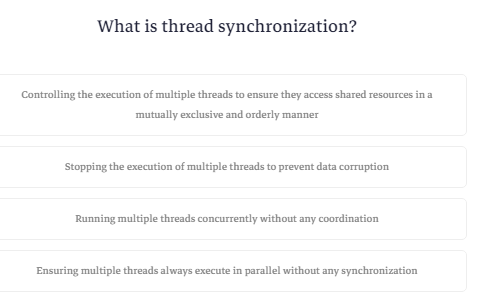 What is thread synchronization?
Controlling the execution of multiple threads to ensure they access shared resources in a
mutually exclusive and orderly manner
Stopping the execution of multiple threads to prevent data corruption
Running multiple threads concurrently without any coordination
Ensuring multiple threads always execute in parallel without any synchronization